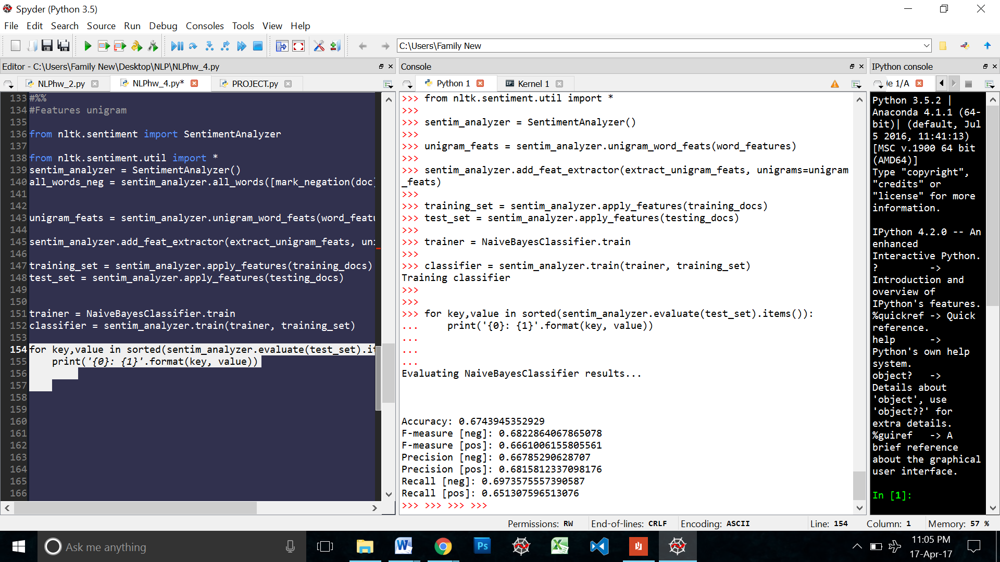 Spyder (Python 3.5)
File Edit Search Source Run Debug Consoles Tools View Help
C:\Users\Family New
Editor - C:\Users\Family New\Desktop\NLP\NLPhw_4.py
NLPhw_2.py NLPhw_4.py* PROJECT.py
133 #%%
134 #Features unigram
135
136 from nltk.sentiment import SentimentAnalyzer
137
138 from nltk.sentiment.util import *
139 sentim_analyzer = SentimentAnalyzer()
140 all_words_neg = sentim_analyzer.all_words([mark_negation(doc)
141
142
143 unigram_feats = sentim_analyzer.unigram_word_feats(word_featu
144
145 sentim_analyzer.add_feat_extractor(extract_unigram_feats, uni
146
147 training_set = sentim_analyzer.apply_features(training_docs)
148 test_set = sentim_analyzer.apply_features(testing_docs)
149
150
151 trainer = NaiveBayesClassifier.train
152 classifier = sentim_analyzer.train(trainer, training_set)
153
154 for key,value in sorted(sentim_analyzer.evaluate(test_set).it
155     print('{0}: {1}'.format(key, value))
156
157
158
159
160
161
162
163
164
165
166
Console
Python 1 IP: Kernel 1
>>> from nltk.sentiment.util import *
>>>
>>> sentim_analyzer = SentimentAnalyzer()
>>>
>>> unigram_feats = sentim_analyzer.unigram_word_feats(word_features)
>>>
>>> sentim_analyzer.add_feat_extractor(extract_unigram_feats, unigrams=unigram
_feats)
>>>
>>> training_set = sentim_analyzer.apply_features(training_docs)
>>> test_set = sentim_analyzer.apply_features(testing_docs)
>>>
>>> trainer = NaiveBayesClassifier.train
>>>
>>> classifier = sentim_analyzer.train(trainer, training_set)
Training classifier
>>>
>>>
>>> for key,value in sorted(sentim_analyzer.evaluate(test_set).items()):
...     print('{0}: {1}'.format(key, value))
...
...
...
Evaluating NaiveBayesClassifier results...
Accuracy: 0.6743945352929
F-measure [neg]: 0.6822864067865078
F-measure [pos]: 0.6661006155805561
Precision [neg]: 0.66785290628707
Precision [pos]: 0.6815812337098176
Recall [neg]: 0.6973575557390587
Recall [pos]: 0.651307596513076
>>> >>> >>> >>>
IPython console
le 1/A
Python 3.5.2 |
Anaconda 4.1.1 (64-
bit)| (default, Jul
5 2016, 11:41:13)
[MSC v.1900 64 bit
(AMD64)]
Type "copyright",
"credits" or
"license" for more
information.
IPython 4.2.0 -- An
enhanced
Interactive Python.
? ->
Introduction and
overview of
IPython's features.
%quickref -> Quick
reference.
help ->
Python's own help
system.
object? ->
Details about
'object', use
'object??' for
extra details.
%guiref -> A
brief reference
about the graphical
user interface.
In [1]:
Permissions: RW End-of-lines: CRLF Encoding: ASCII Line: 154 Column: 1 Memory: 57 %
Ask me anything
Ps
11:05 PM
17-Apr-17